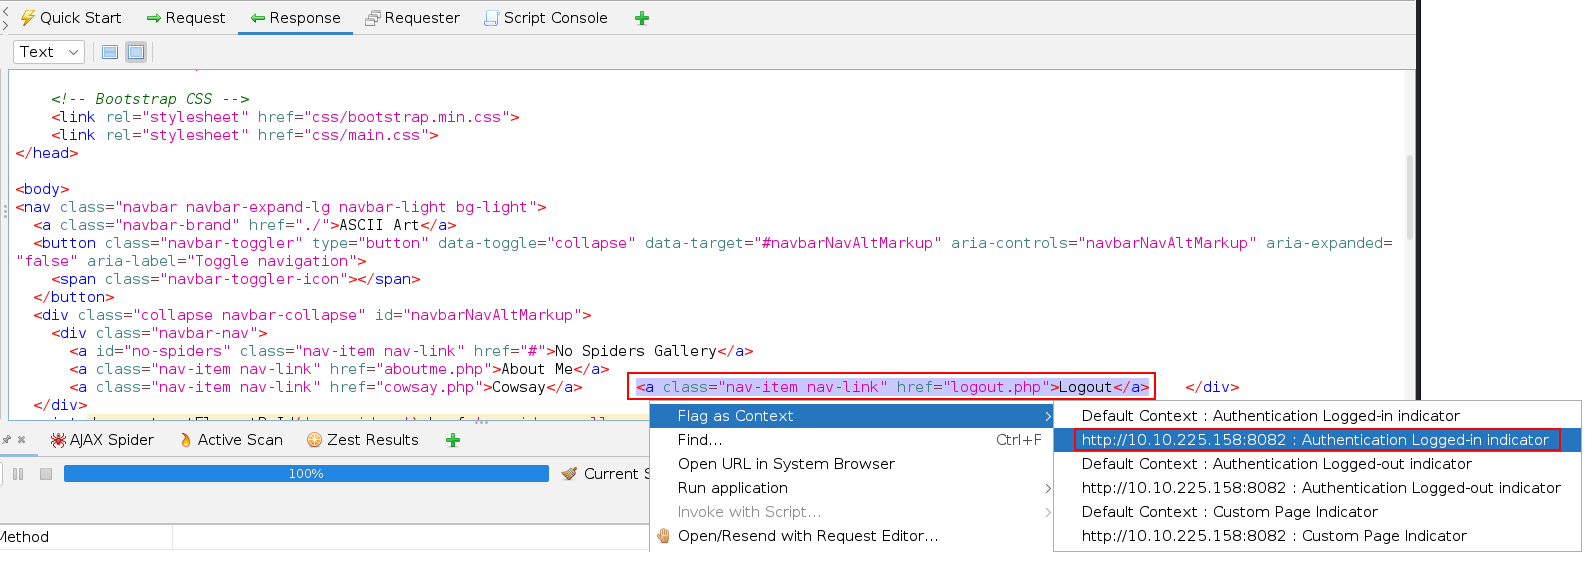 Quick Start Request Response Requester Script Console
Text
<!-- Bootstrap CSS -->
<link rel="stylesheet" href="css/bootstrap.min.css">
<link rel="stylesheet" href="css/main.css">
</head>
<body>
<nav class="navbar navbar-expand-lg navbar-light bg-light">
<a class="navbar-brand" href="./">ASCII Art</a>
<button class="navbar-toggler" type="button" data-toggle="collapse" data-target="#navbarNavAltMarkup" aria-controls="navbarNavAltMarkup" aria-expanded=
"false" aria-label="Toggle navigation">
<span class="navbar-toggler-icon"></span>
</button>
<div class="collapse navbar-collapse" id="navbarNavAltMarkup">
<div class="navbar-nav">
<a id="no-spiders" class="nav-item nav-link" href="#">No Spiders Gallery</a>
<a class="nav-item nav-link" href="aboutme.php">About Me</a>
<a class="nav-item nav-link" href="cowsay.php">Cowsay</a> <a class="nav-item nav-link" href="logout.php">Logout</a> </div>
</div>
AJAX Spider Active Scan Zest Results
100% Current S
Method
Flag as Context
Find... Ctrl+F
Open URL in System Browser
Run application
Invoke with Script...
Open/Resend with Request Editor...
Default Context : Authentication Logged-in indicator
http://10.10.225.158:8082 : Authentication Logged-in indicator
Default Context : Authentication Logged-out indicator
http://10.10.225.158:8082 : Authentication Logged-out indicator
Default Context : Custom Page Indicator
http://10.10.225.158:8082 : Custom Page Indicator